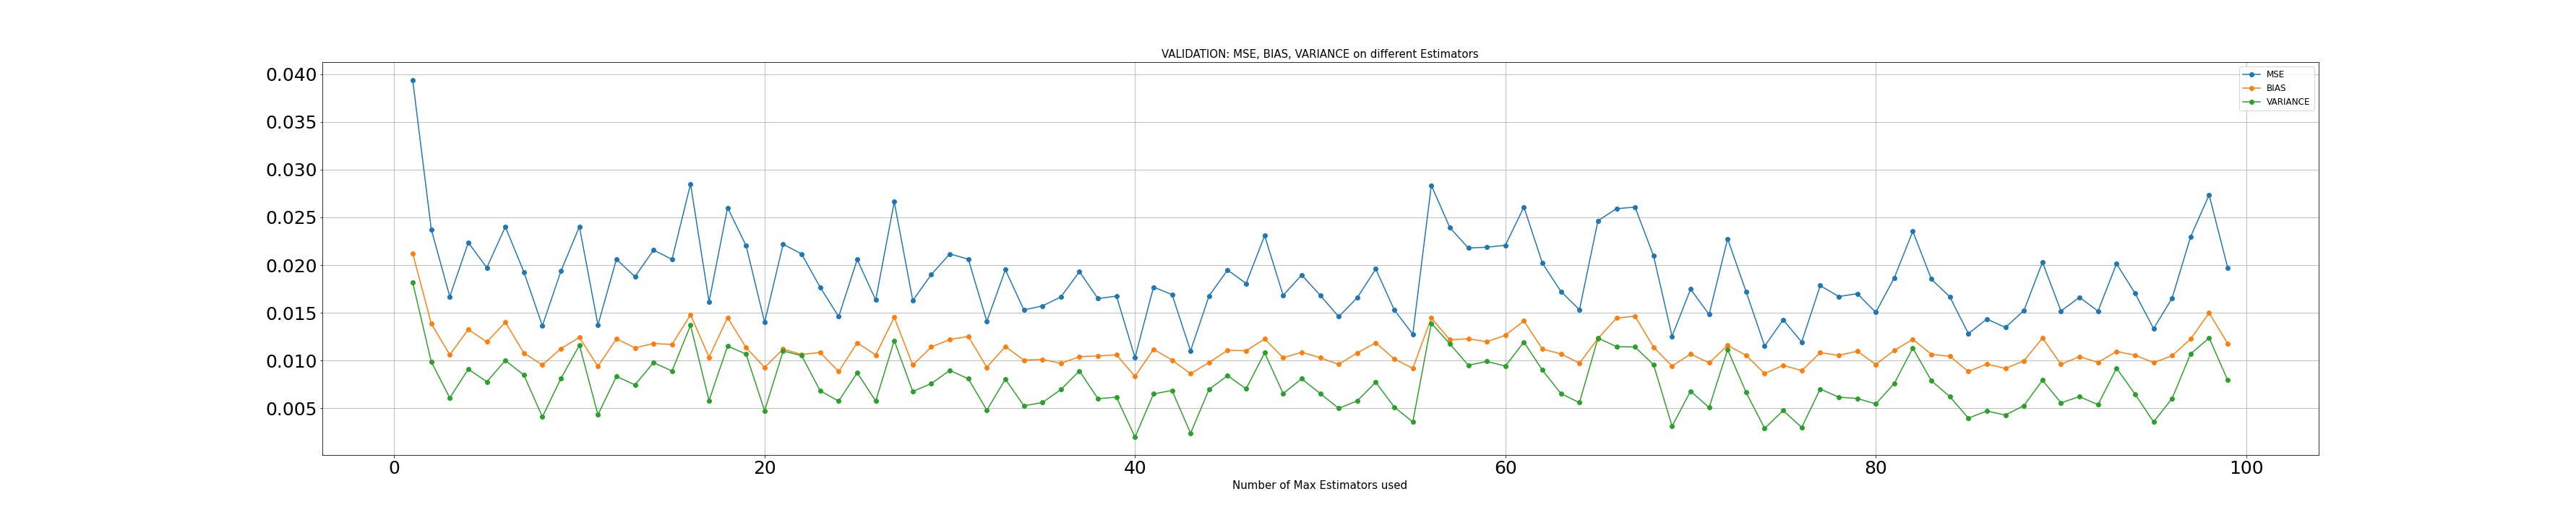 VALIDATION: MSE, BIAS, VARIANCE on different Estimators
MSE
BIAS
VARIANCE
0.040
0.035
0.030
0.025
0.020
0.015
0.010
0.005
0 20 40 60 80 100
Number of Max Estimators used